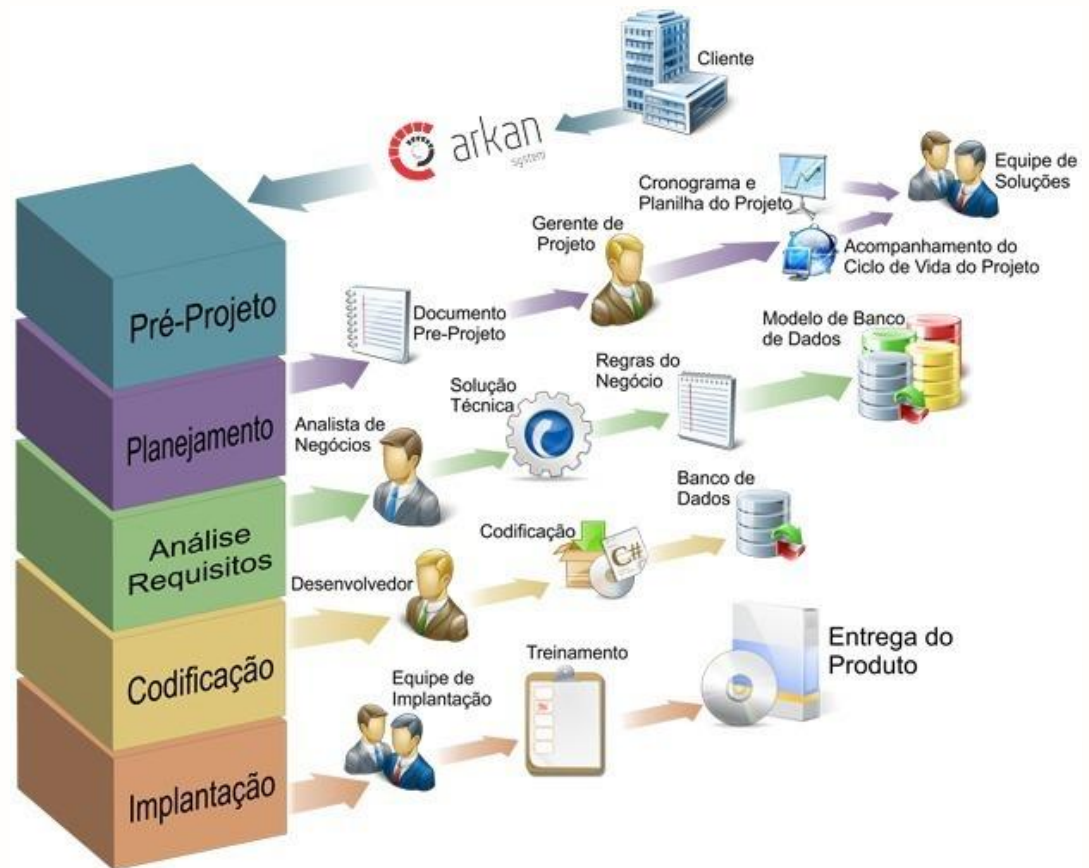 Cliente
arkan
system
Equipe de
Soluções
Cronograma e
Planilha do Projeto
Gerente de
Projeto
Acompanhamento do
Ciclo de Vida do Projeto
Pré-Projeto
Documento
Pre-Projeto
Modelo de Banco
de Dados
Regras do
Negócio
Solução
Técnica
Planejamento
Analista de
Negócios
Banco de
Dados
Análise
Requisitos
Codificação
C#
Desenvolvedor
Codificação
Entrega do
Produto
Treinamento
Equipe de
Implantação
Implantação